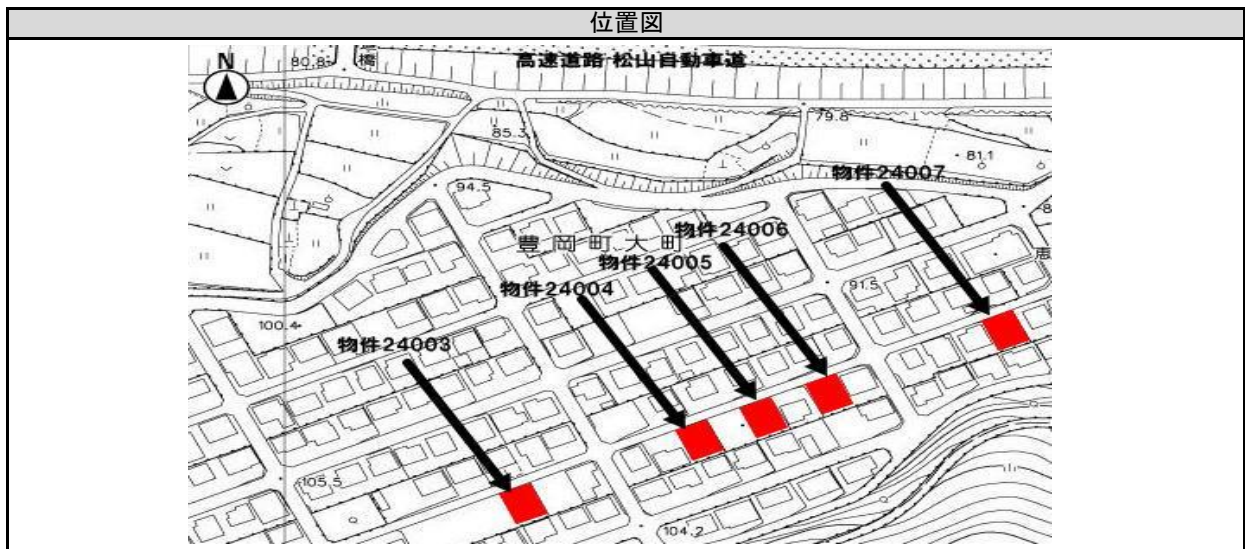 位置図
N
80.8
橋
高速道路 松山自動車道
85.3
79.8
81.1
94.5
物件24007
豊岡町大町
物件24006
物件24005
恵
物件24004
91.5
100.4
物件24003
105.5
104.2